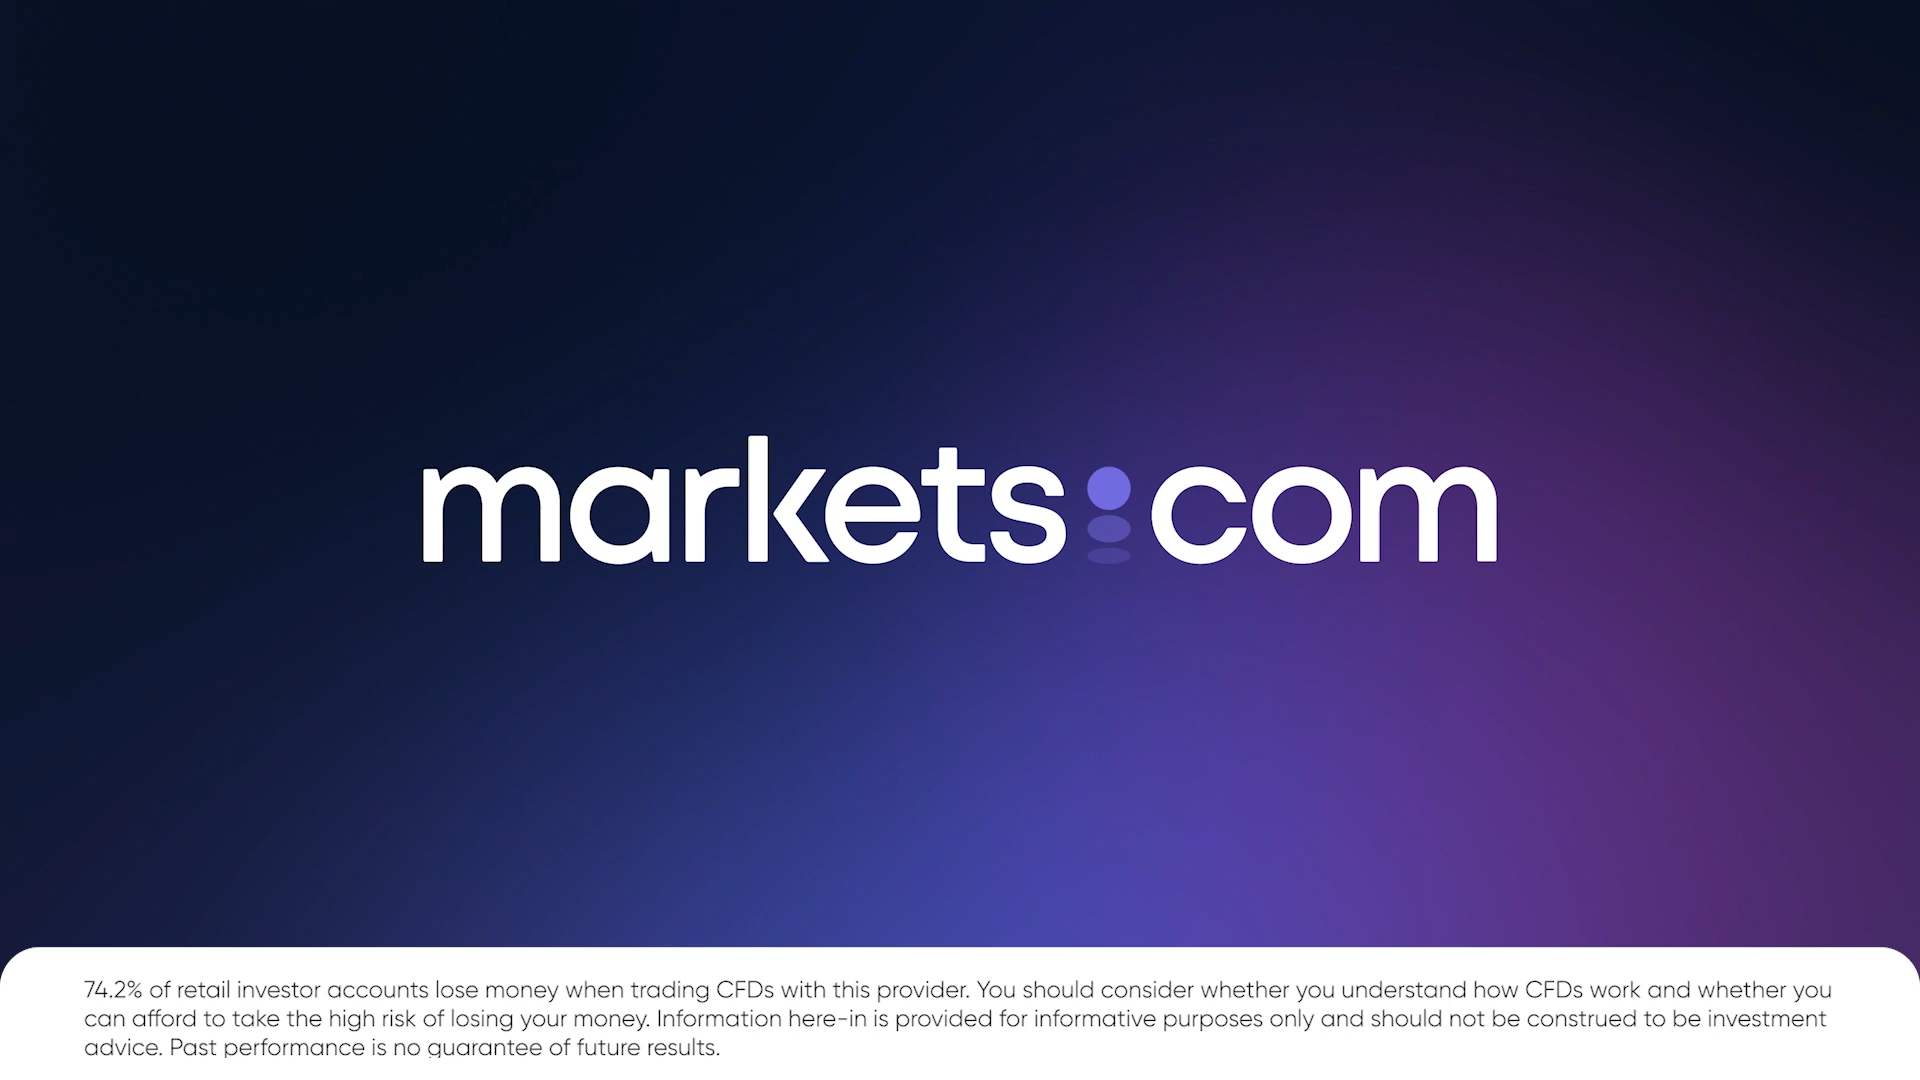 markets.com
74.2% of retail investor accounts lose money when trading CFDs with this provider. You should consider whether you understand how CFDs work and whether you
can afford to take the high risk of losing your money. Information here-in is provided for informative purposes only and should not be construed to be investment
advice. Past performance is no guarantee of future results.